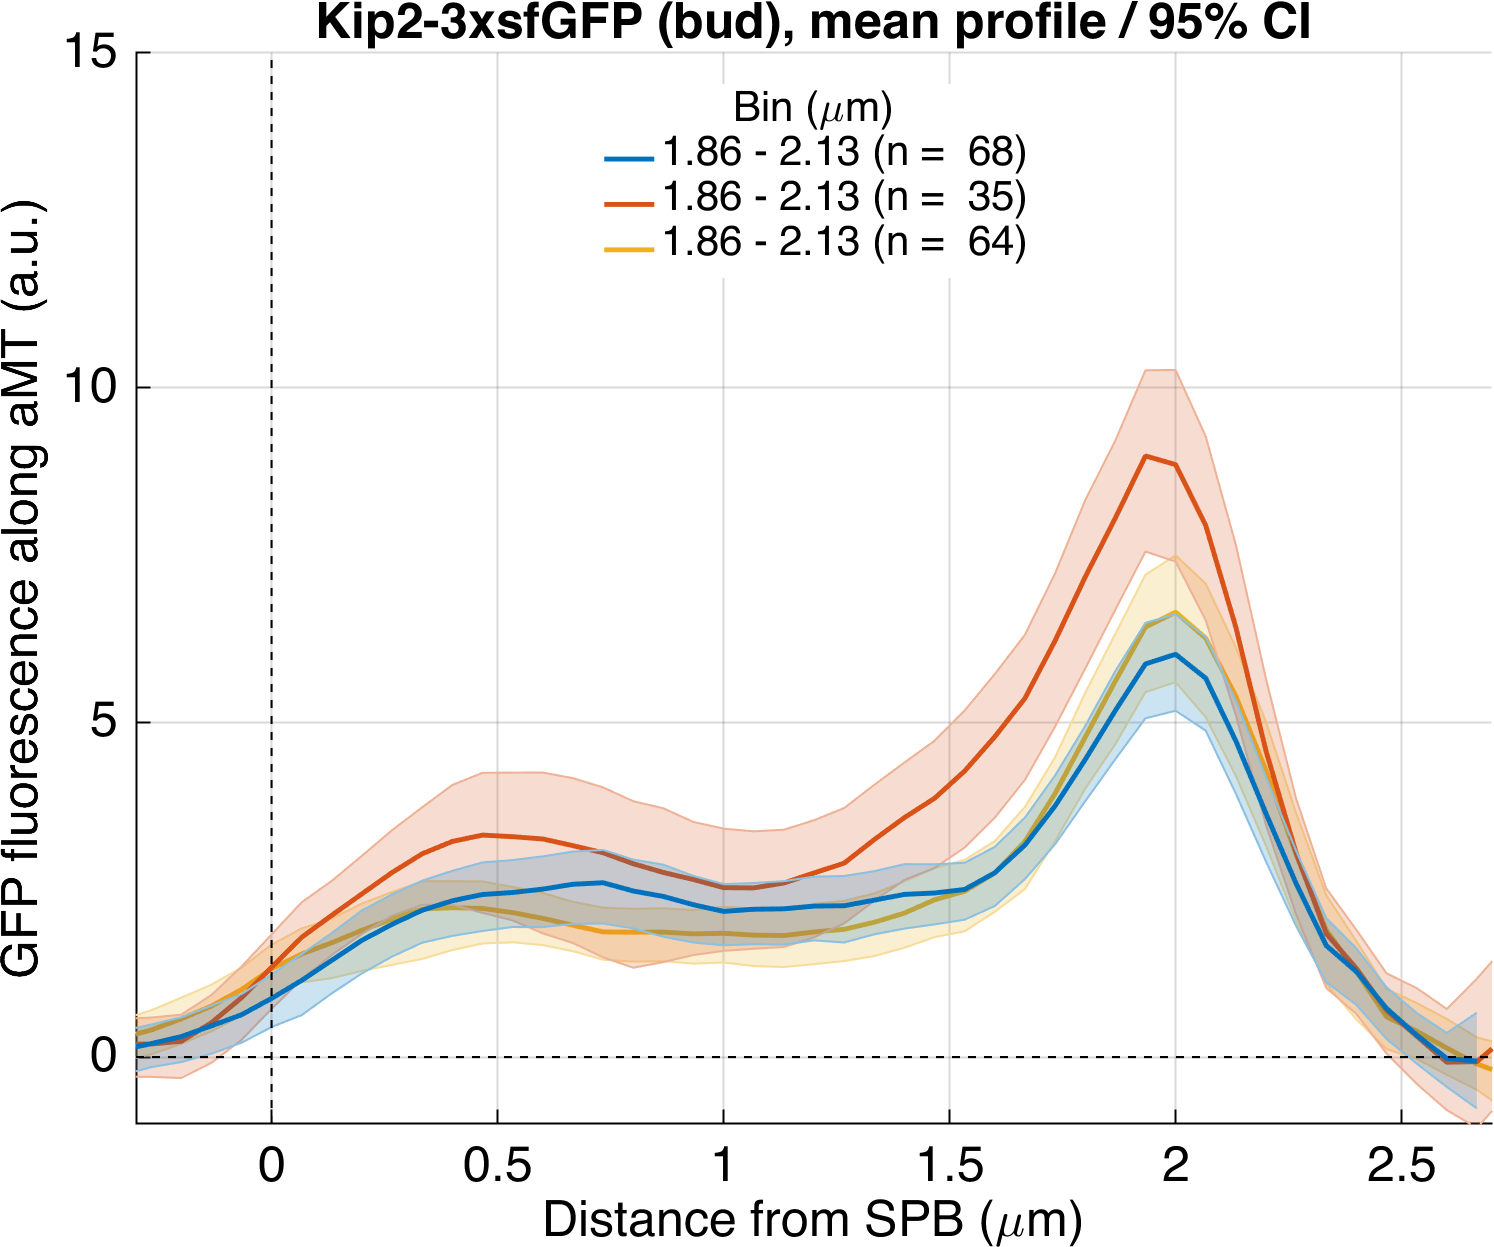 Kip2-3xsfGFP (bud), mean profile / 95% CI
GFP fluorescence along aMT (a.u.)
15
10
5
0
Bin (μm)
1.86 - 2.13 (n = 68)
1.86 - 2.13 (n = 35)
1.86 - 2.13 (n = 64)
0 0.5 1 1.5 2 2.5
Distance from SPB (μm)